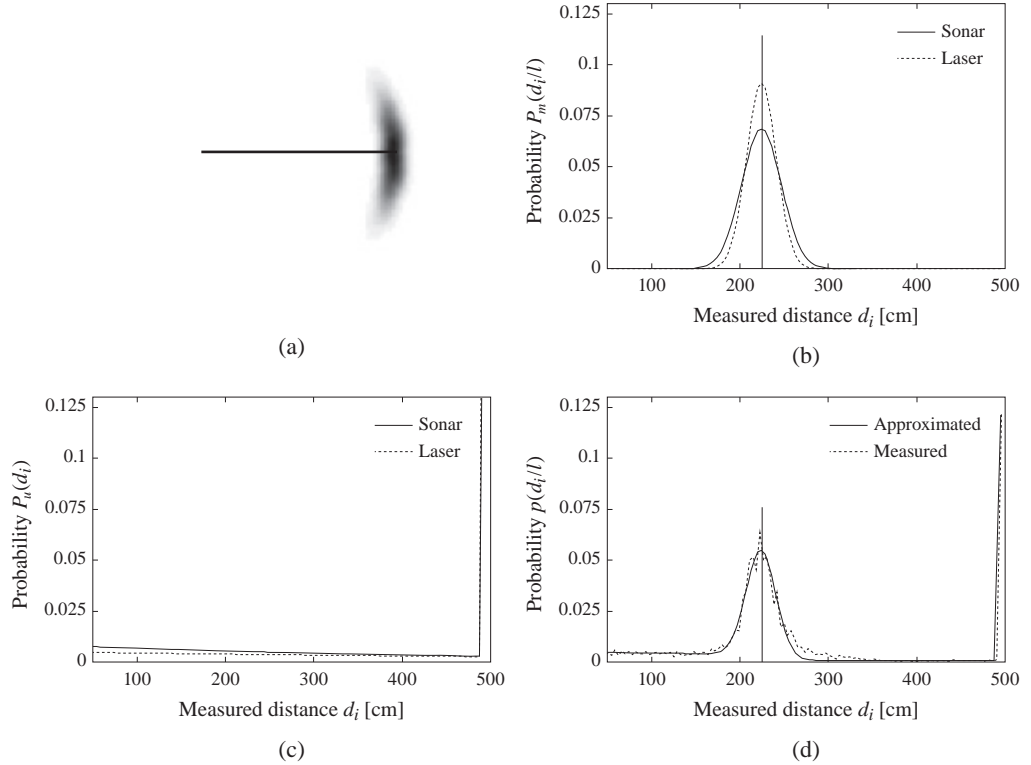 (a)
0.125
0.1
0.075
0.05
0.025
0
Probability P_m(d_i/l)
Sonar
Laser
100 200 300 400 500
Measured distance d_i [cm]
(b)
0.125
0.1
0.075
0.05
0.025
0
Probability P_u(d_i)
Sonar
Laser
100 200 300 400 500
Measured distance d_i [cm]
(c)
0.125
0.1
0.075
0.05
0.025
0
Probability p(d_i/l)
Approximated
Measured
100 200 300 400 500
Measured distance d_i [cm]
(d)